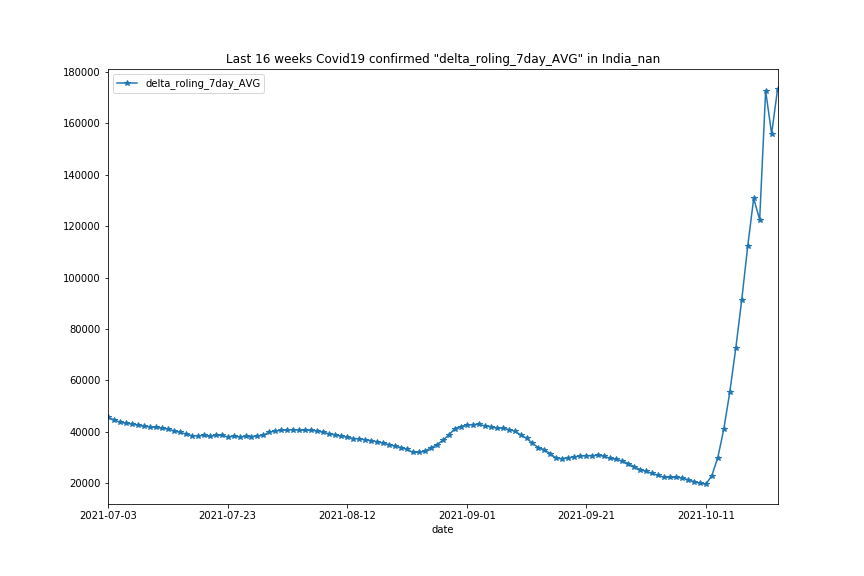 Last 16 weeks Covid19 confirmed "delta_roling_7day_AVG" in India_nan
delta_roling_7day_AVG
180000
160000
140000
120000
100000
80000
60000
40000
20000
2021-07-03 2021-07-23 2021-08-12 2021-09-01 2021-09-21 2021-10-11
date